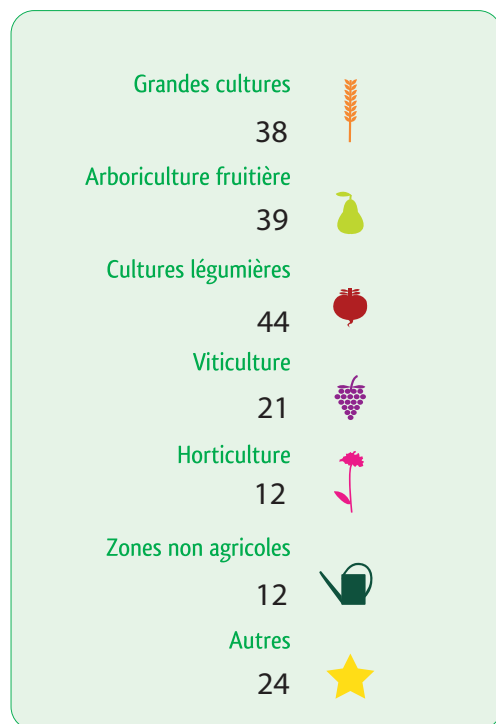 Grandes cultures
38
Arboriculture fruitière
39
Cultures légumières
44
Viticulture
21
Horticulture
12
Zones non agricoles
12
Autres
24